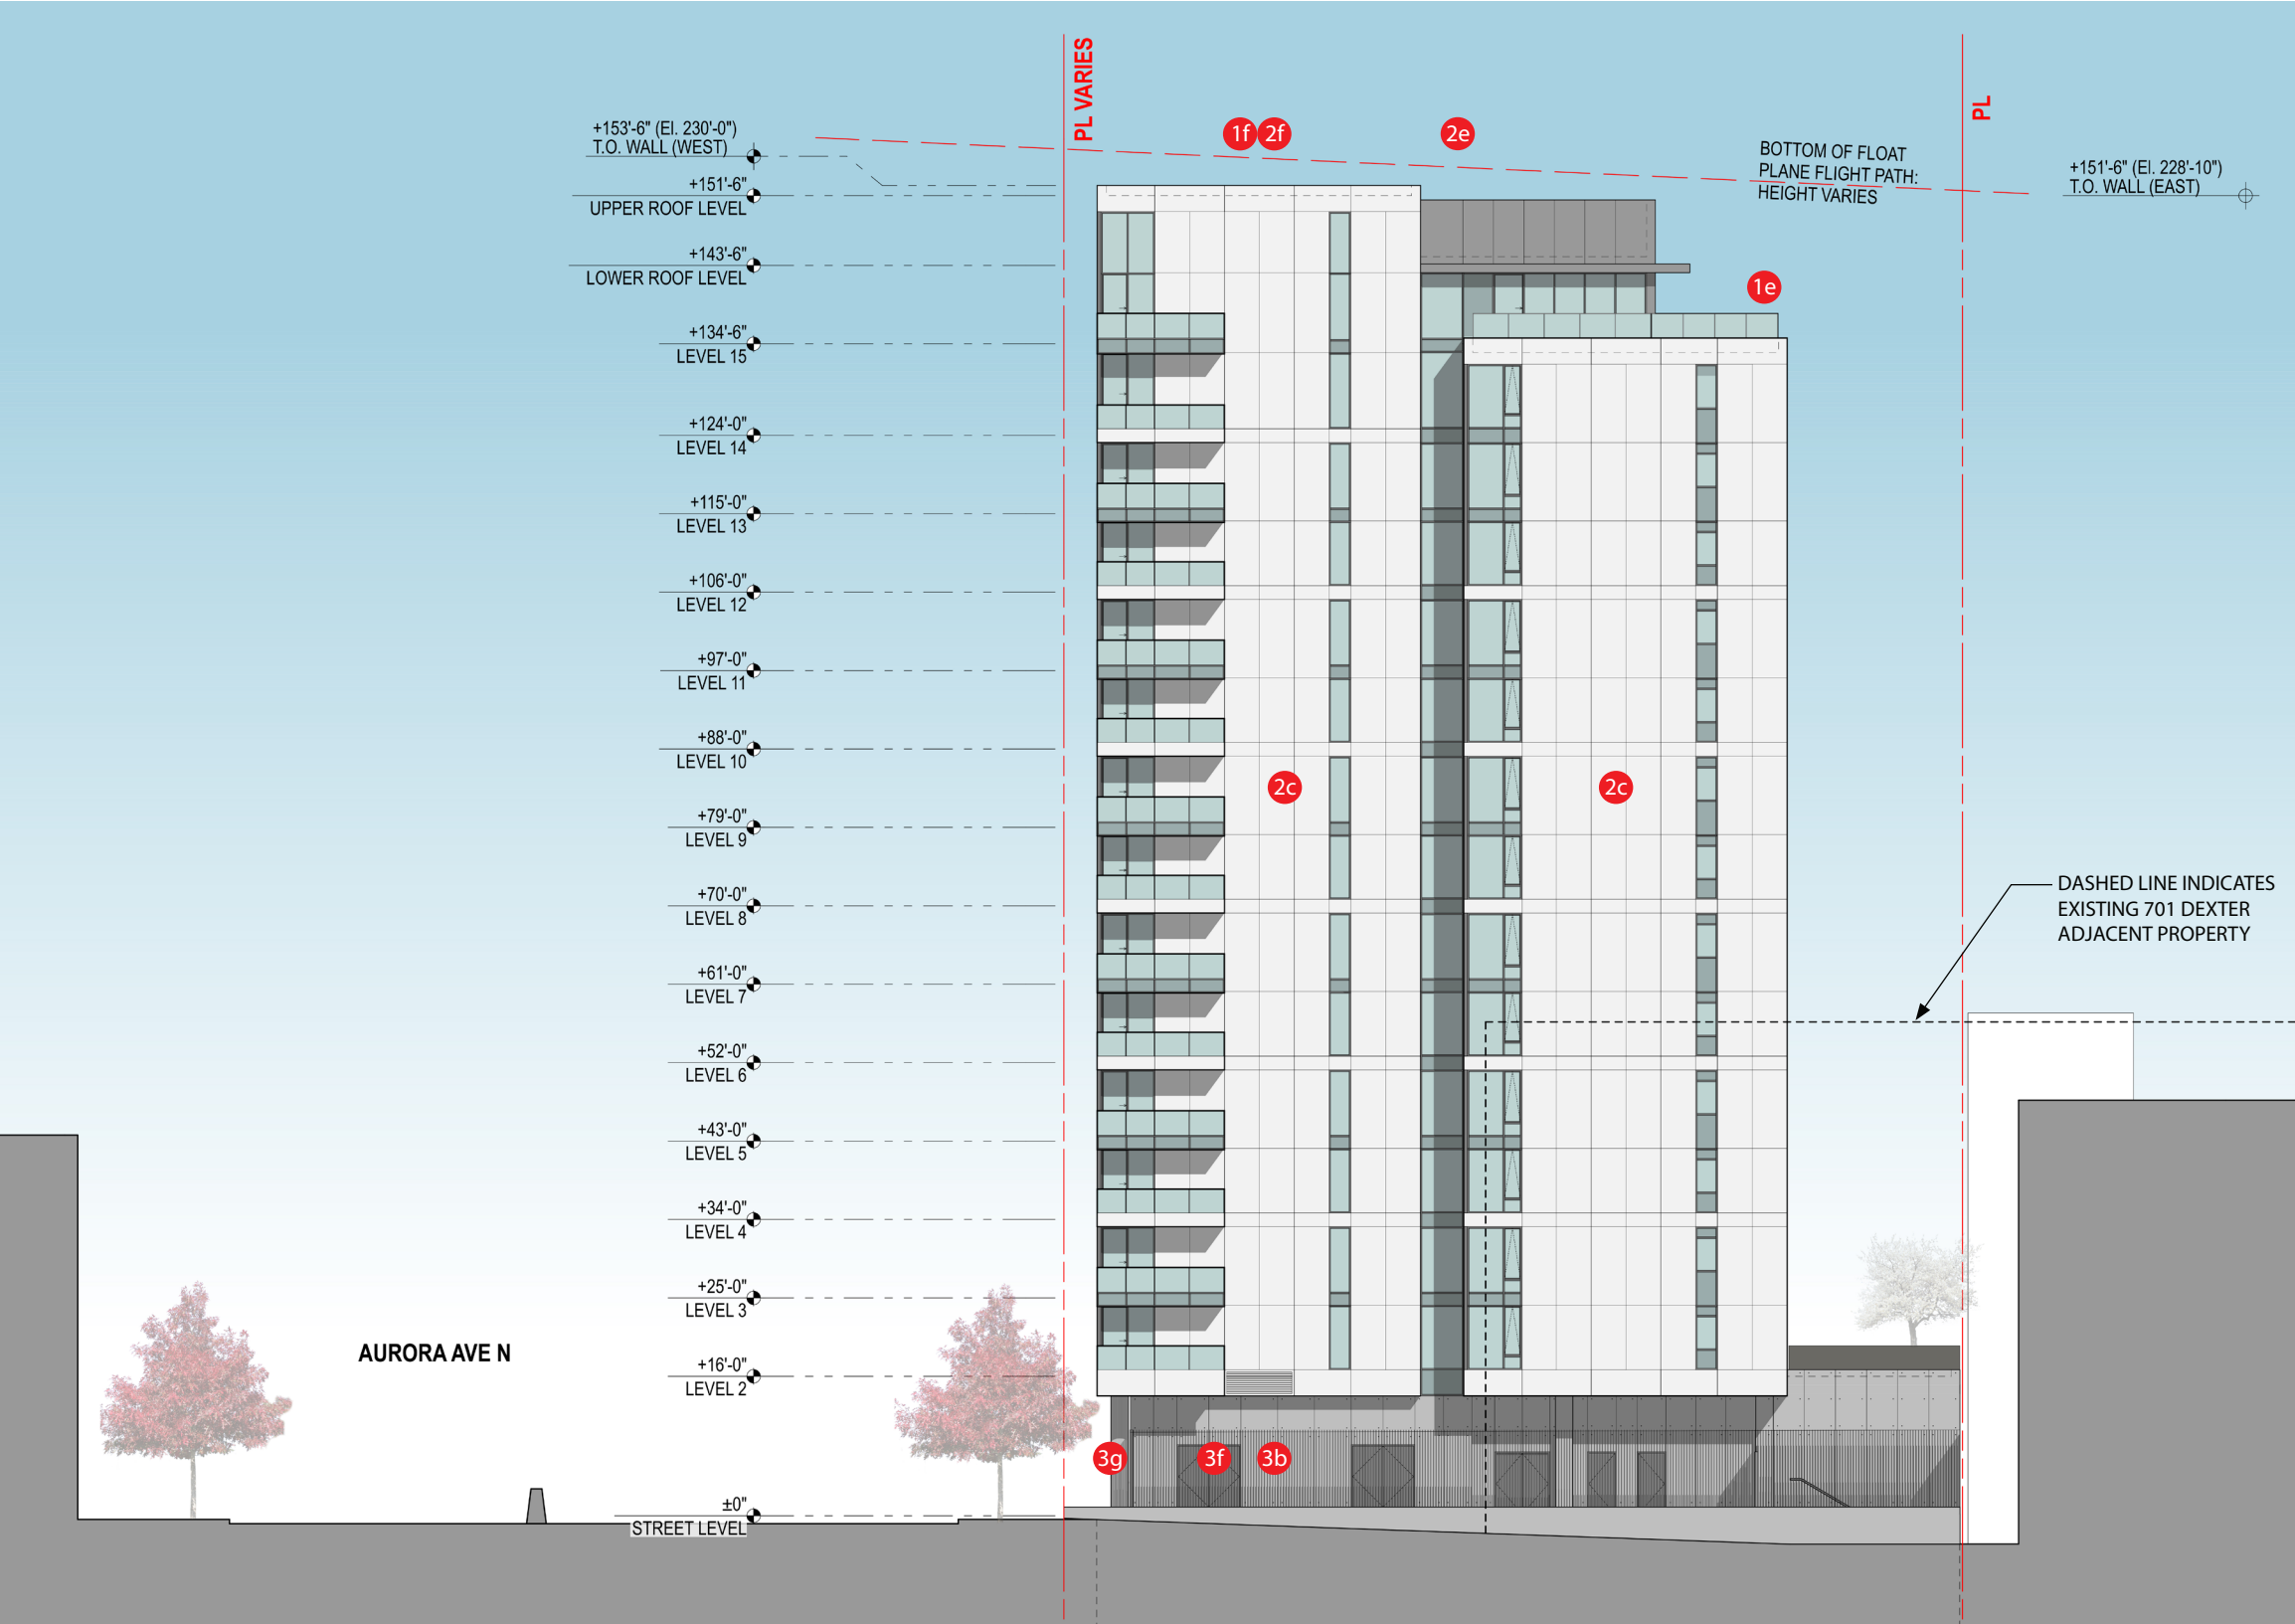 PL VARIES
PL
+153'-6" (El. 230'-0")
T.O. WALL (WEST)
1f
2f
2e
BOTTOM OF FLOAT
PLANE FLIGHT PATH:
HEIGHT VARIES
+151'-6" (El. 228'-10")
T.O. WALL (EAST)
+151'-6"
UPPER ROOF LEVEL
+143'-6"
LOWER ROOF LEVEL
1e
+134'-6"
LEVEL 15
+124'-0"
LEVEL 14
+115'-0"
LEVEL 13
+106'-0"
LEVEL 12
+97'-0"
LEVEL 11
+88'-0"
LEVEL 10
2c
2c
+79'-0"
LEVEL 9
+70'-0"
LEVEL 8
DASHED LINE INDICATES
EXISTING 701 DEXTER
ADJACENT PROPERTY
+61'-0"
LEVEL 7
+52'-0"
LEVEL 6
+43'-0"
LEVEL 5
+34'-0"
LEVEL 4
+25'-0"
LEVEL 3
AURORA AVE N
+16'-0"
LEVEL 2
3g
3f
3b
±0"
STREET LEVEL